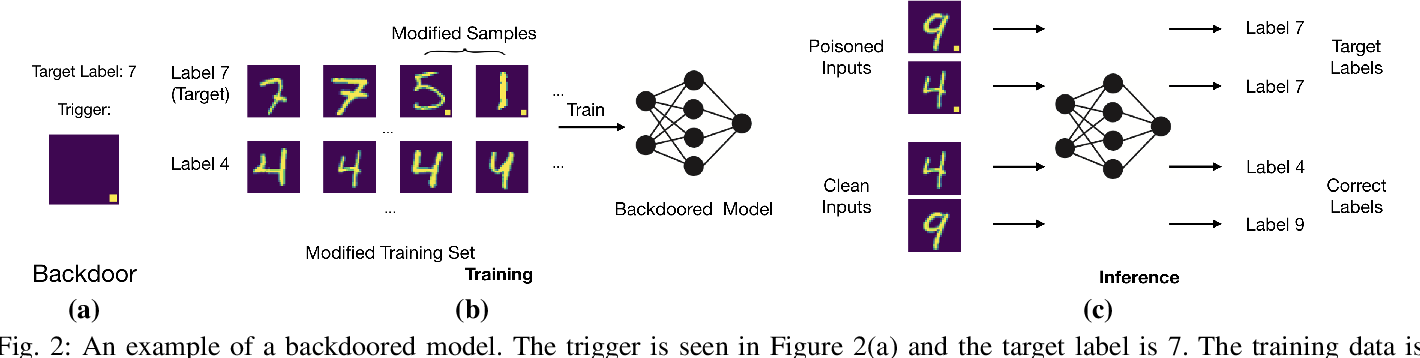 Target Label: 7
Trigger:
Backdoor
(a)
Modified Samples
Label 7
(Target)
...
...
Label 4
...
...
Modified Training Set
Training
Train
Backdoored Model
(b)
Poisoned
Inputs
Clean
Inputs
Label 7
Label 7
Label 4
Label 9
Target
Labels
Correct
Labels
Inference
(c)
Fig. 2: An example of a backdoored model. The trigger is seen in Figure 2(a) and the target label is 7. The training data is